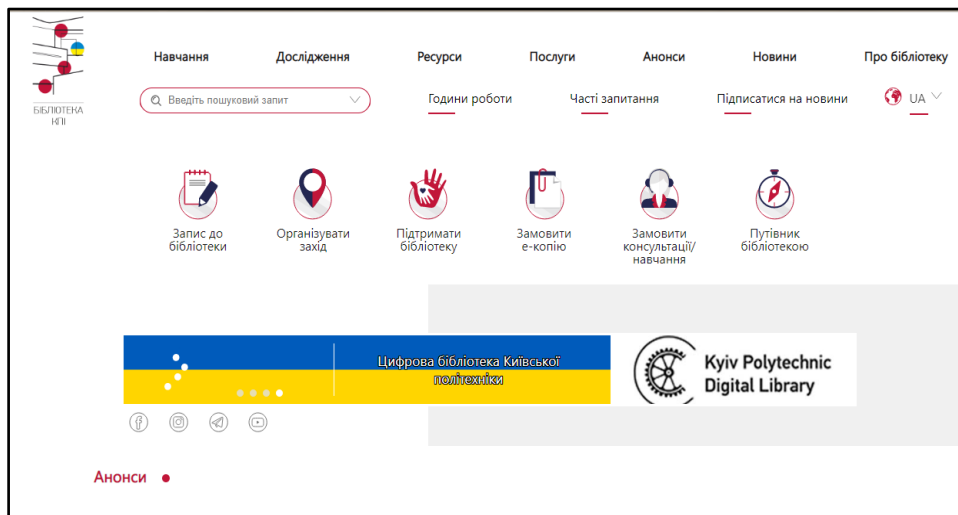 БІБЛІОТЕКА
КПІ
Навчання
Дослідження
Ресурси
Послуги
Анонси
Новини
Про бібліотеку
Введіть пошуковий запит
Години роботи
Часті запитання
Підписатися на новини
UA
Запис до
бібліотеки
Організувати
захід
Підтримати
бібліотеку
Замовити
е-копію
Замовити
консультації/
навчання
Путівник
бібліотекою
Цифрова бібліотека Київської
політехніки
Kyiv Polytechnic
Digital Library
Анонси